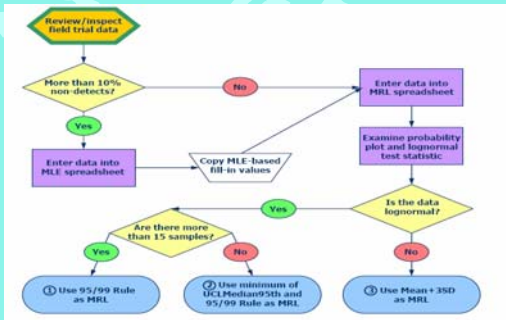 Review/inspect
field trial data
More than 10%
non-detects?
No
Enter data into
MRL spreadsheet
Yes
Enter data into
MLE spreadsheet
Copy MLE-based
fill-in values
Examine probability
plot and lognormal
test statistic
Is the data
lognormal?
Yes
Are there more
than 15 samples?
Yes
No
No
① Use 95/99 Rule
as MRL
② Use minimum of
UCLMedian95th and
95/99 Rule as MRL
③ Use Mean+3SD
as MRL